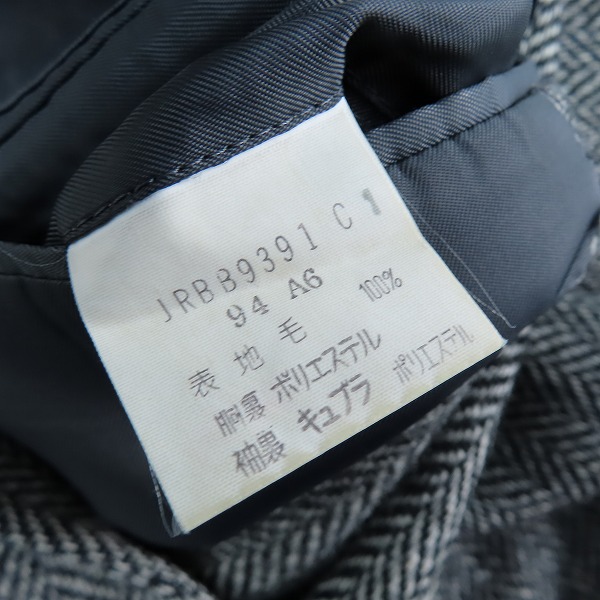 JRBB9391 C 1
94 A6
表地 毛 100%
胴裏 ポリエステル
袖裏 キュプラ ポリエステル